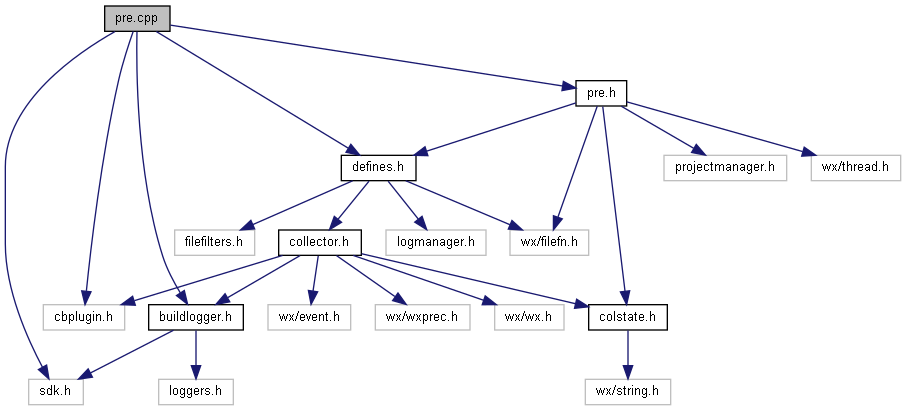 pre.cpp
pre.h
defines.h
projectmanager.h
wx/thread.h
filefilters.h
collector.h
logmanager.h
wx/filefn.h
cbplugin.h
buildlogger.h
wx/event.h
wx/wxprec.h
wx/wx.h
colstate.h
sdk.h
loggers.h
wx/string.h